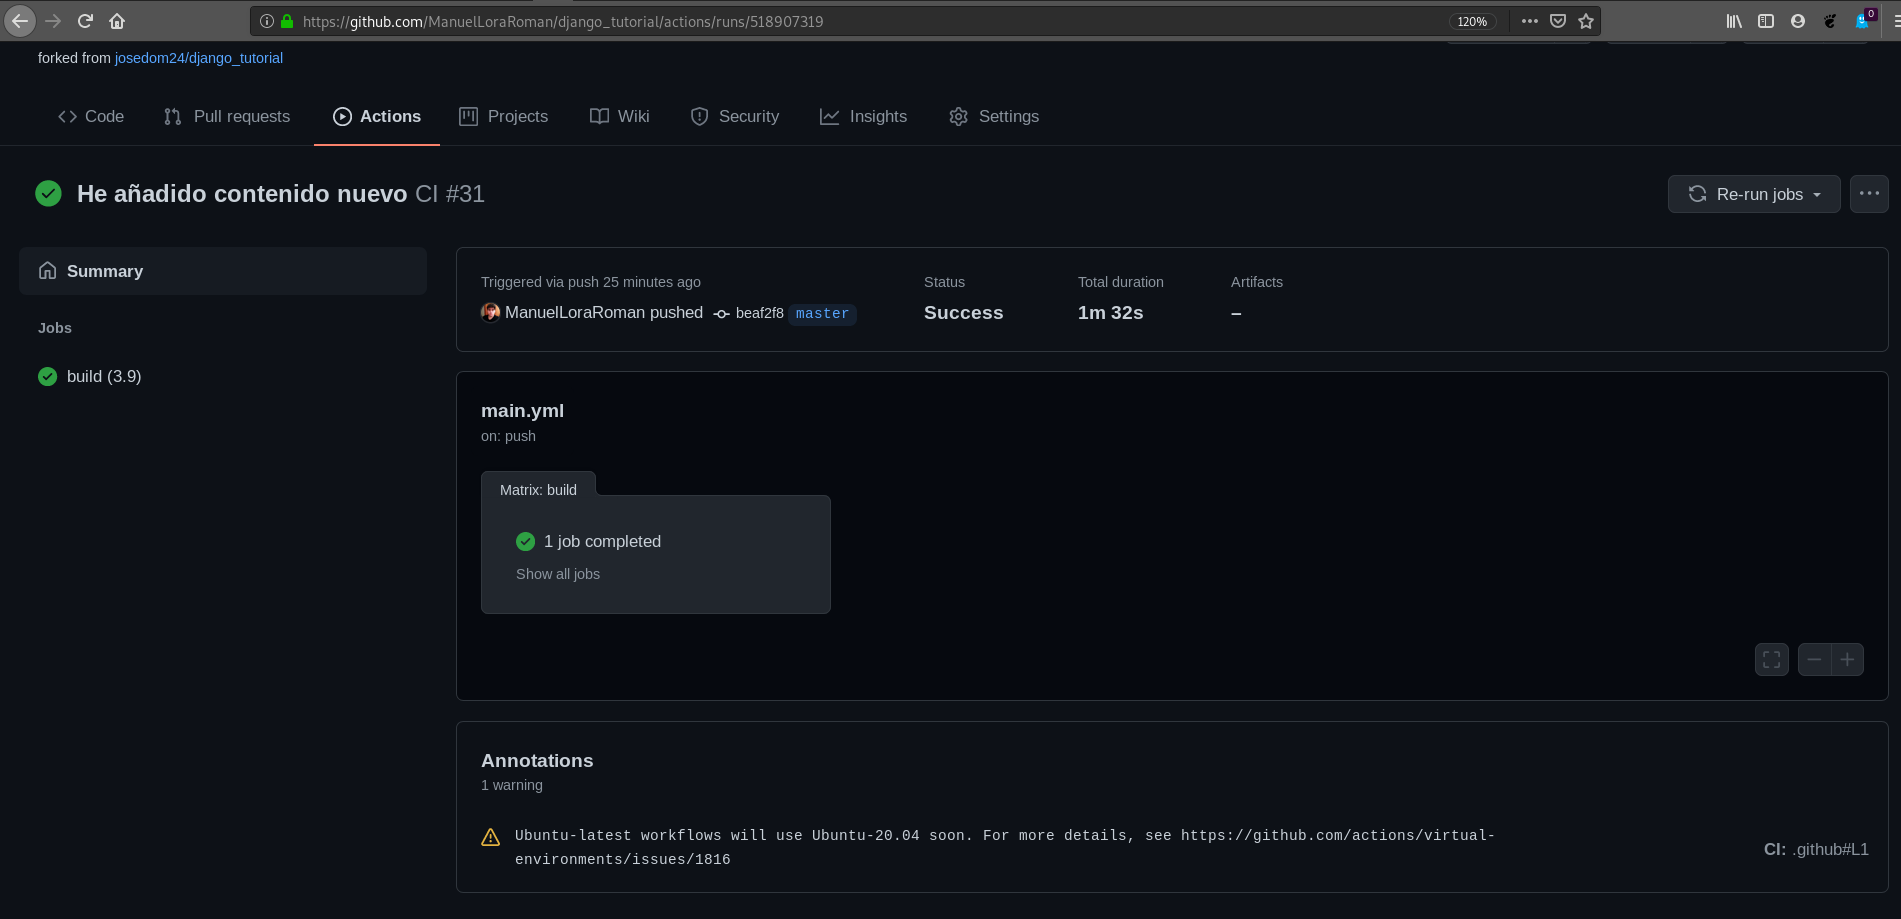 https://github.com/ManuelLoraRoman/django_tutorial/actions/runs/518907319
120%
0
forked from josedom24/django_tutorial
Code
Pull requests
Actions
Projects
Wiki
Security
Insights
Settings
He añadido contenido nuevo CI #31
Re-run jobs
Summary
Jobs
build (3.9)
Triggered via push 25 minutes ago
ManuelLoraRoman pushed beaf2f8 master
Status
Success
Total duration
1m 32s
Artifacts
–
main.yml
on: push
Matrix: build
1 job completed
Show all jobs
Annotations
1 warning
Ubuntu-latest workflows will use Ubuntu-20.04 soon. For more details, see https://github.com/actions/virtual-
environments/issues/1816
CI: .github#L1